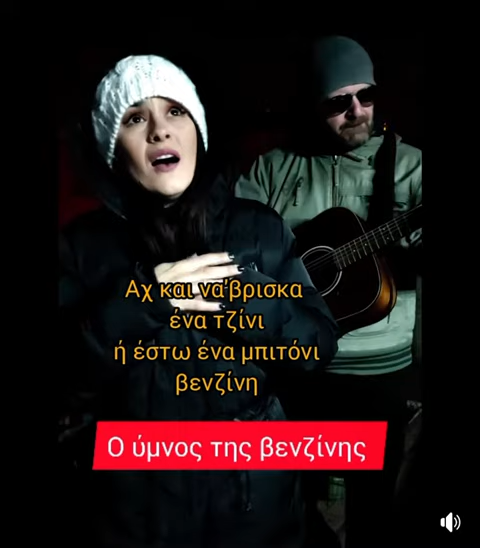 Αχ και να'βρισκα
ένα τζίνι
ή έστω ένα μπιτόνι
βενζίνη
Ο ύμνος της βενζίνης